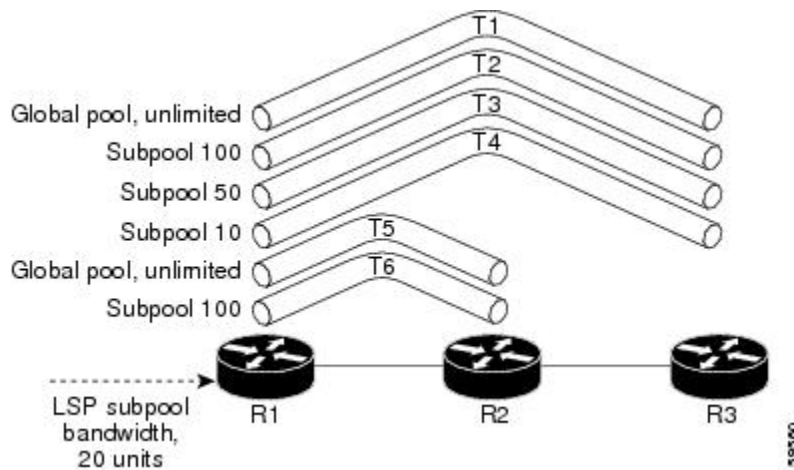 T1
T2
Global pool, unlimited
T3
Subpool 100
T4
Subpool 50
Subpool 10
T5
Global pool, unlimited
T6
Subpool 100
R1
R2
R3
LSP subpool
bandwidth,
20 units